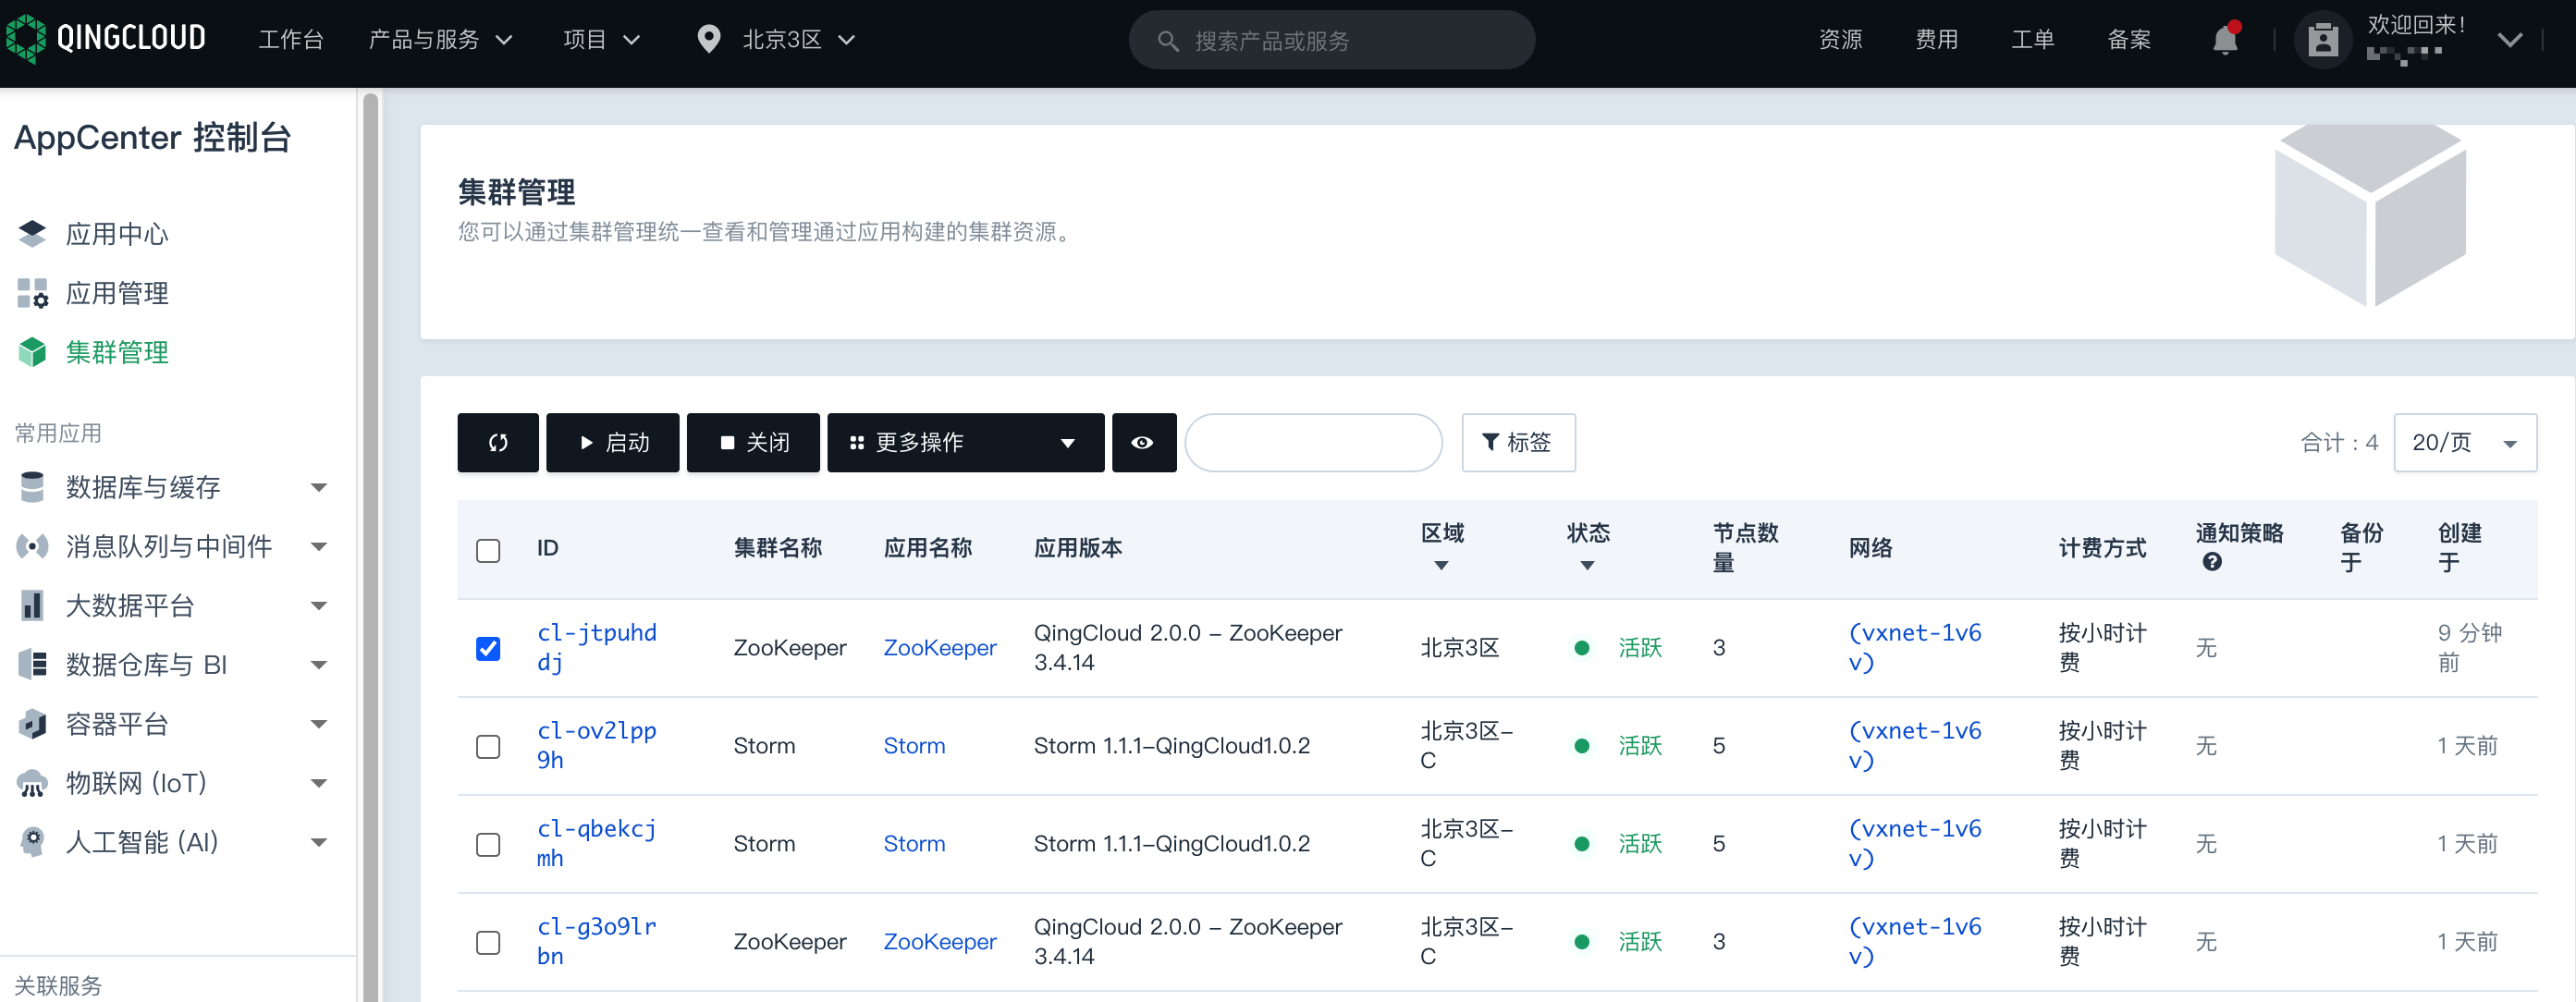 QINGCLOUD 工作台 产品与服务 项目 北京3区 搜索产品或服务 资源 费用 工单 备案 欢迎回来!
AppCenter 控制台
应用中心
应用管理
集群管理
常用应用
数据库与缓存
消息队列与中间件
大数据平台
数据仓库与 BI
容器平台
物联网 (IoT)
人工智能 (AI)
关联服务
集群管理
您可以通过集群管理统一查看和管理通过应用构建的集群资源。
启动 关闭 更多操作 标签 合计：4 20/页
ID 集群名称 应用名称 应用版本 区域 状态 节点数量 网络 计费方式 通知策略 备份于 创建于
cl-jtpuhddj ZooKeeper ZooKeeper QingCloud 2.0.0 – ZooKeeper 3.4.14 北京3区 活跃 3 (vxnet-1v6v) 按小时计费 无 9 分钟前
cl-ov2lpp9h Storm Storm Storm 1.1.1-QingCloud1.0.2 北京3区-C 活跃 5 (vxnet-1v6v) 按小时计费 无 1 天前
cl-qbekcjmh Storm Storm Storm 1.1.1-QingCloud1.0.2 北京3区-C 活跃 5 (vxnet-1v6v) 按小时计费 无 1 天前
cl-g3o9lrbn ZooKeeper ZooKeeper QingCloud 2.0.0 – ZooKeeper 3.4.14 北京3区-C 活跃 3 (vxnet-1v6v) 按小时计费 无 1 天前